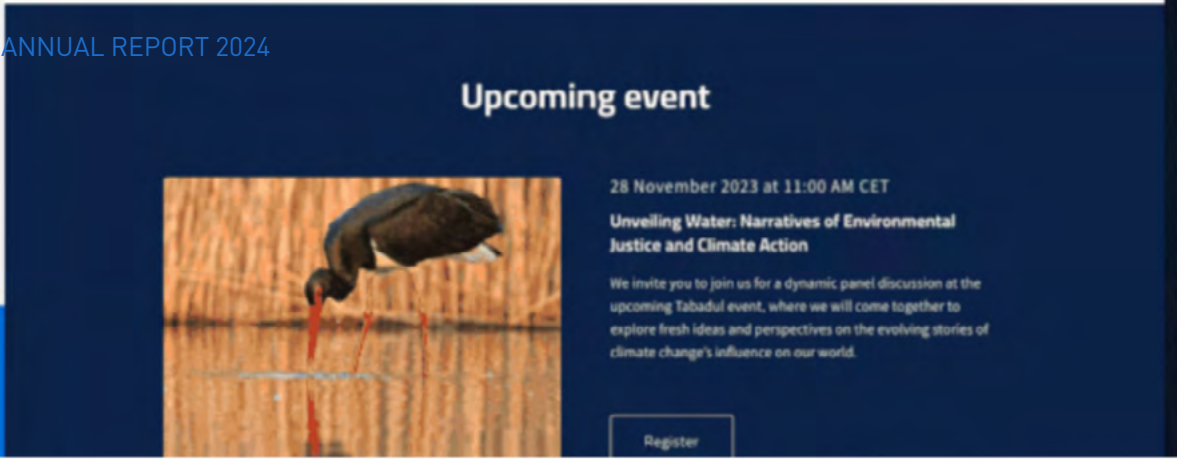 ANNUAL REPORT 2024
Upcoming event
28 November 2023 at 11:00 AM CET
Unveiling Water: Narratives of Environmental
Justice and Climate Action
We invite you to join us for a dynamic panel discussion at the
upcoming Tabadul event, where we will come together to
explore fresh ideas and perspectives on the evolving stories of
climate change's influence on our world.
Register